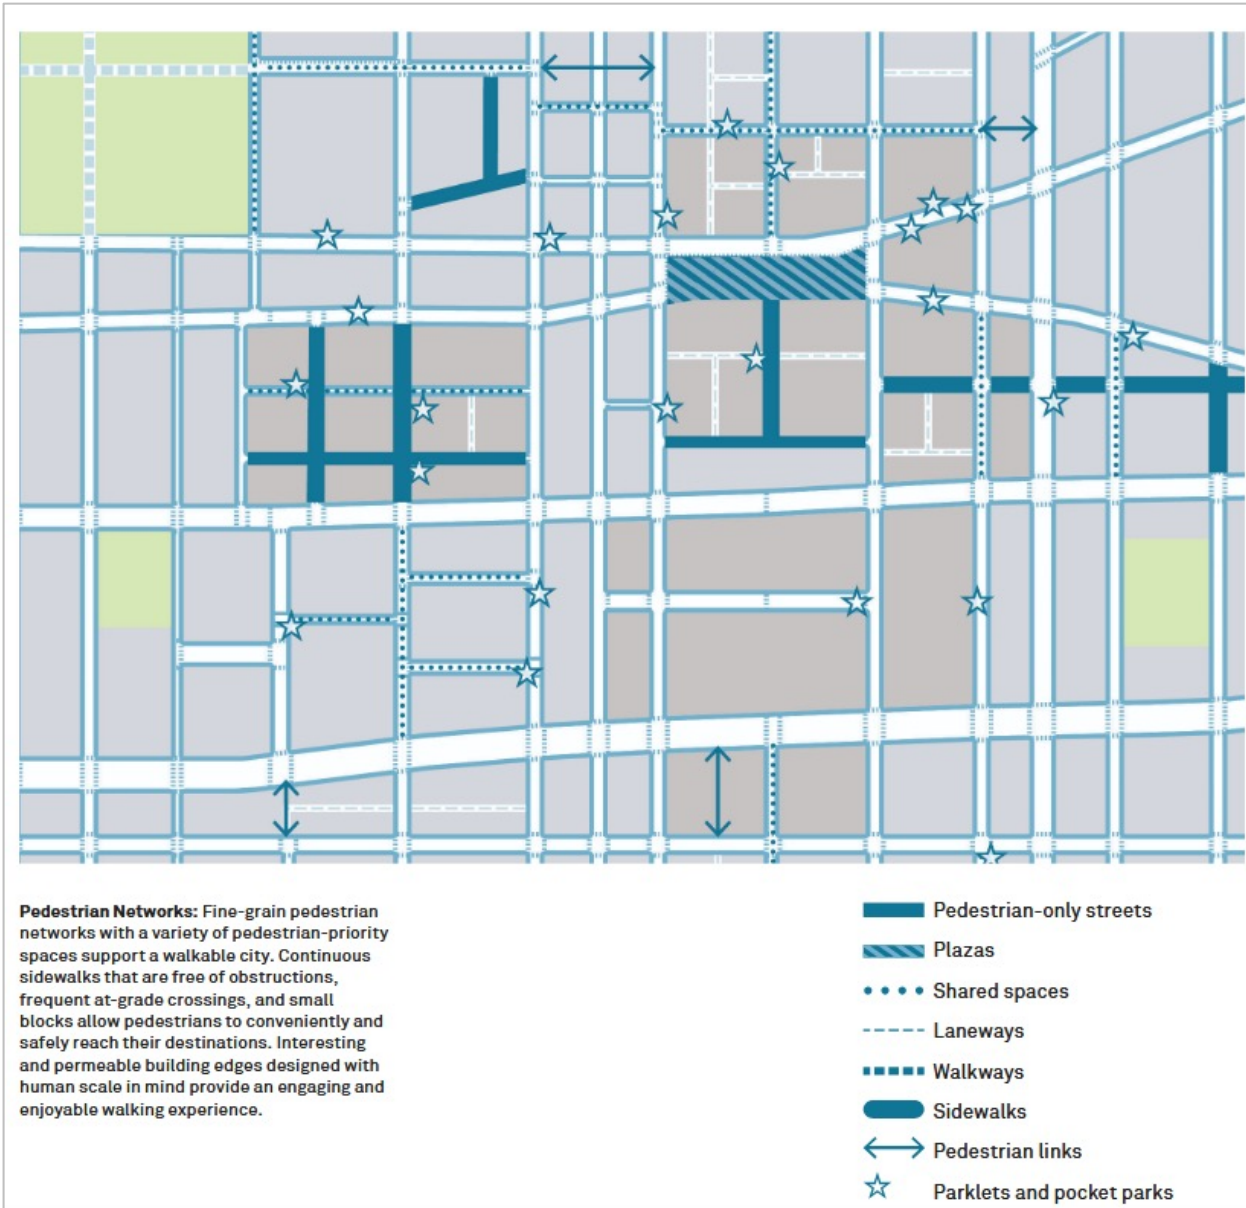 Pedestrian Networks: Fine-grain pedestrian
networks with a variety of pedestrian-priority
spaces support a walkable city. Continuous
sidewalks that are free of obstructions,
frequent at-grade crossings, and small
blocks allow pedestrians to conveniently and
safely reach their destinations. Interesting
and permeable building edges designed with
human scale in mind provide an engaging and
enjoyable walking experience.
Pedestrian-only streets
Plazas
Shared spaces
Laneways
Walkways
Sidewalks
Pedestrian links
Parklets and pocket parks